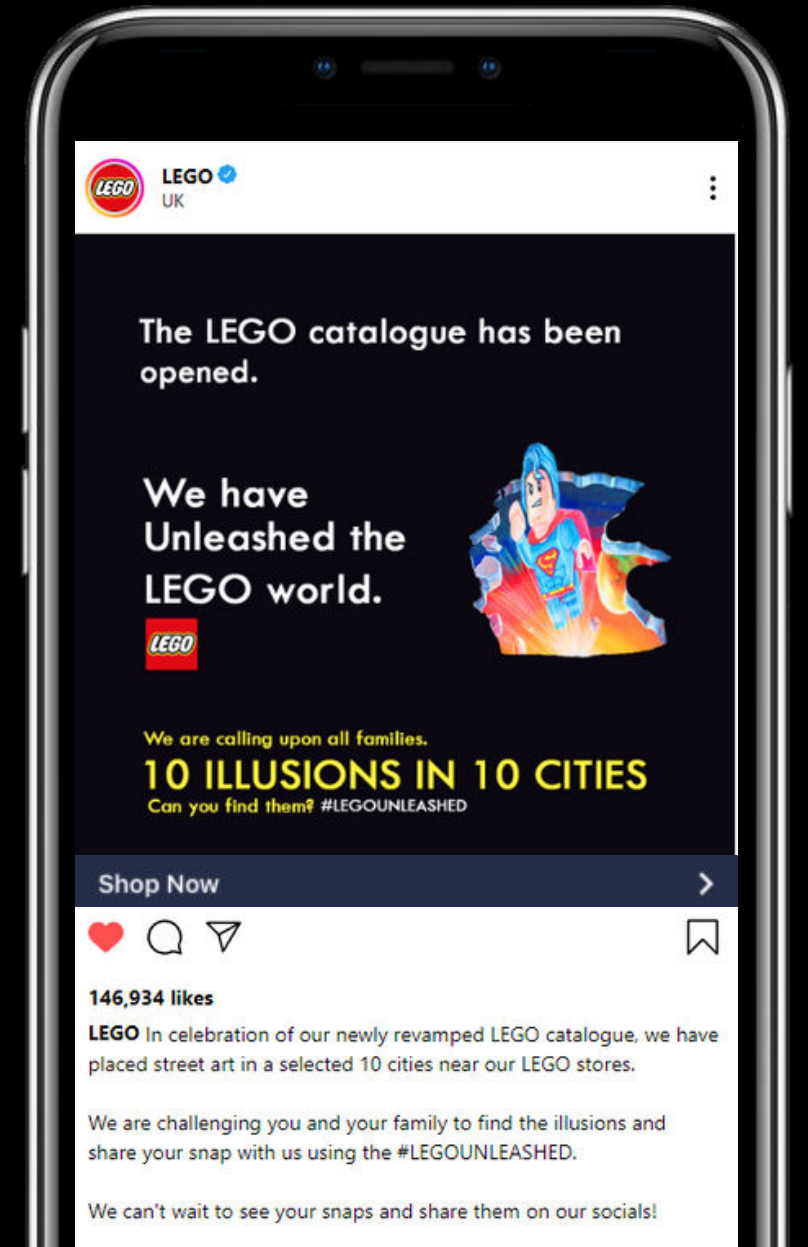 LEGO
LEGO
UK
The LEGO catalogue has been
opened.
We have
Unleashed the
LEGO world.
LEGO
We are calling upon all families.
10 ILLUSIONS IN 10 CITIES
Can you find them? #LEGOUNLEASHED
Shop Now
146,934 likes
LEGO In celebration of our newly revamped LEGO catalogue, we have
placed street art in a selected 10 cities near our LEGO stores.
We are challenging you and your family to find the illusions and
share your snap with us using the #LEGOUNLEASHED.
We can't wait to see your snaps and share them on our socials!